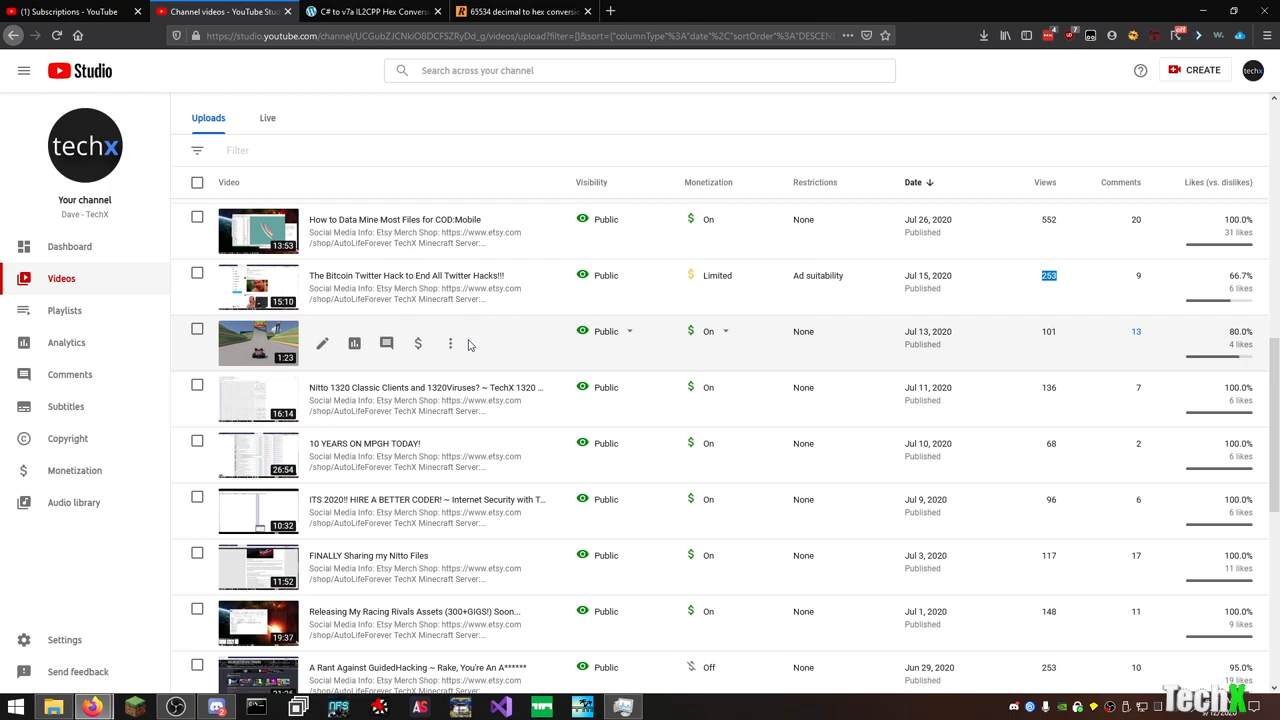 (1) Subscriptions - YouTube
Channel videos - YouTube Stud
C# to v7a IL2CPP Hex Conversi
65534 decimal to hex conversio
https://studio.youtube.com/channel/UCGubZJCNkiO8DCFSZRyDd_g/videos/upload?filter=[]&sort={"columnType"%3A"date"%2C"sortOrder"%3A"DESCEND
off
Studio
Search across your channel
CREATE
techx
techx
Your channel
Dave - TechX
Dashboard
Videos
Playlists
Analytics
Comments
Subtitles
Copyright
Monetization
Audio library
Settings
Send feedback
Uploads
Live
Filter
Video
Visibility
Monetization
Restrictions
Date
Views
Comments
Likes (vs. dislikes)
How to Data Mine Most Files for COD:Mobile
Public
On
None
Jul 26, 2020
552
20
100.0%
Social Media Info: Etsy Merch Shop: https://www.etsy.com
Published
31 likes
/shop/AutoLifeForever TechX Minecraft Server:...
13:53
The Bitcoin Twitter Hack to End All Twitter Hacks!!!
Public
Limited
Ad suitability
Jul 15, 2020
253
9
66.7%
Social Media Info: Etsy Merch Shop: https://www.etsy.com
Published
6 likes
/shop/AutoLifeForever TechX Minecraft Server:...
15:10
Public
On
None
Jul 13, 2020
101
13
80.0%
Published
4 likes
1:23
Nitto 1320 Classic Clients and 1320Viruses? ~ TechX 1320 ...
Public
On
None
Jul 11, 2020
136
7
100.0%
Social Media Info: Etsy Merch Shop: https://www.etsy.com
Published
6 likes
/shop/AutoLifeForever TechX Minecraft Server:...
16:14
10 YEARS ON MPGH TODAY!
Public
On
None
Jul 10, 2020
68
2
100.0%
Social Media Info: Etsy Merch Shop: https://www.etsy.com
Published
6 likes
/shop/AutoLifeForever TechX Minecraft Server:...
26:54
ITS 2020!! HIRE A BETTER CODER! ~ Internet Security with T...
Public
On
None
Jul 9, 2020
96
6
100.0%
Social Media Info: Etsy Merch Shop: https://www.etsy.com
Published
6 likes
/shop/AutoLifeForever TechX Minecraft Server:...
10:32
FINALLY Sharing my Nitto Files
Public
On
None
Jul 3, 2020
117
17
100.0%
Social Media Info: Etsy Merch Shop: https://www.etsy.com
Published
11 likes
/shop/AutoLifeForever TechX Minecraft Server:...
11:52
Releasing My Racing Rivals Assets (300+GIGS!) Soon...
Public
On
None
Jul 1, 2020
148
11
100.0%
Social Media Info: Etsy Merch Shop: https://www.etsy.com
Published
/shop/AutoLifeForever TechX Minecraft Server:...
19:37
A Rant Against GuidedHacking ~ Rake, You're An A******
Public
On
None
Jun 29, 2020
95.0%
Social Media Info: Etsy Merch Shop: https://www.etsy.com
Published
19 likes
TechX